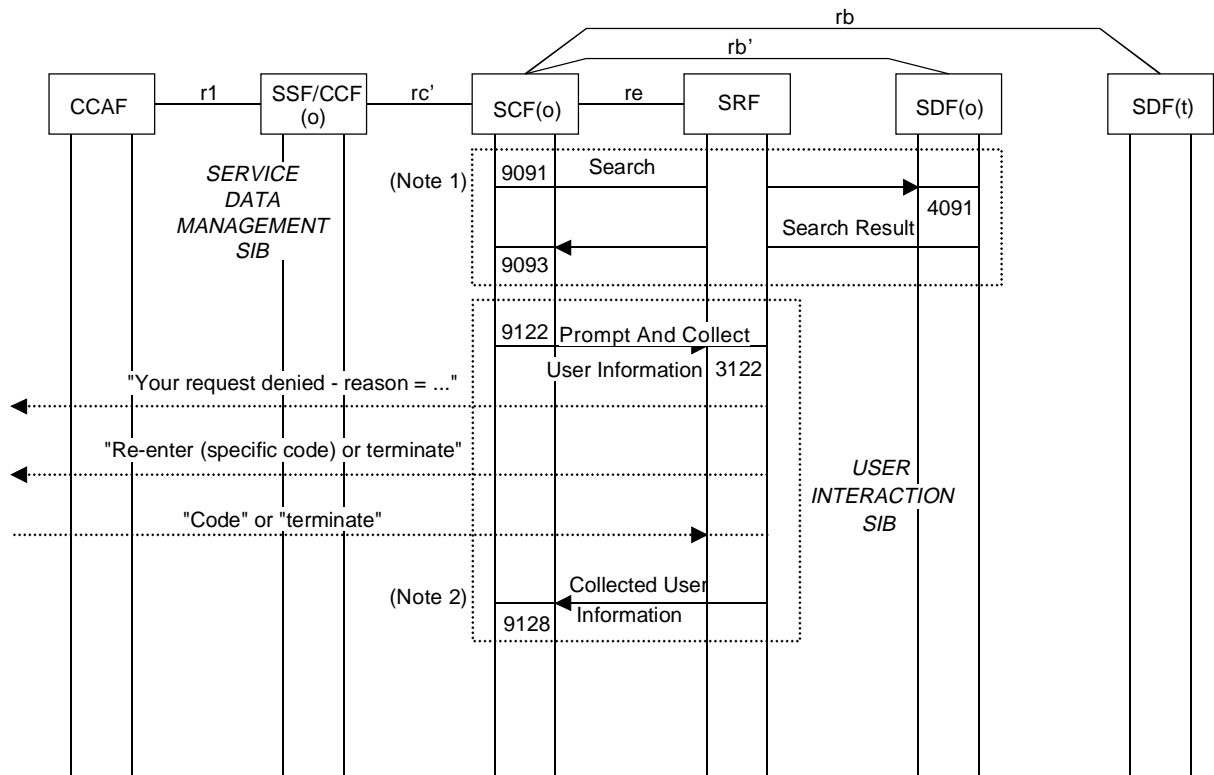 rb
rb’
CCAF
r1
SSF/CCF
(o)
rc’
SCF(o)
re
SRF
SDF(o)
SDF(t)
SERVICE
DATA
MANAGEMENT
SIB
(Note 1)
9091
Search
4091
Search Result
9093
9122
Prompt And Collect
User Information
3122
"Your request denied - reason = ..."
"Re-enter (specific code) or terminate"
USER
INTERACTION
SIB
"Code" or "terminate"
(Note 2)
Collected User
Information
9128